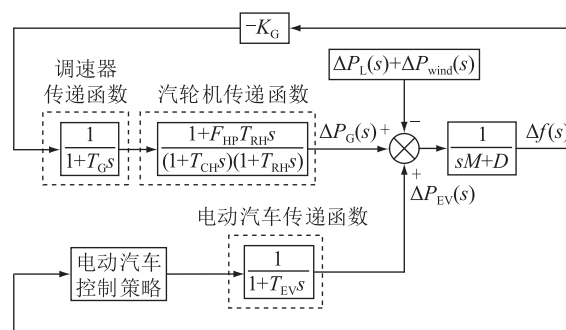 −K_G
ΔP_L(s)+ΔP_wind(s)
调速器
传递函数
汽轮机传递函数
1
1+T_G s
1+F_HP T_RH s
(1+T_CH s)(1+T_RH s)
ΔP_G(s) +
−
1
sM+D
Δf(s)
+
ΔP_EV(s)
电动汽车传递函数
电动汽车
控制策略
1
1+T_EV s